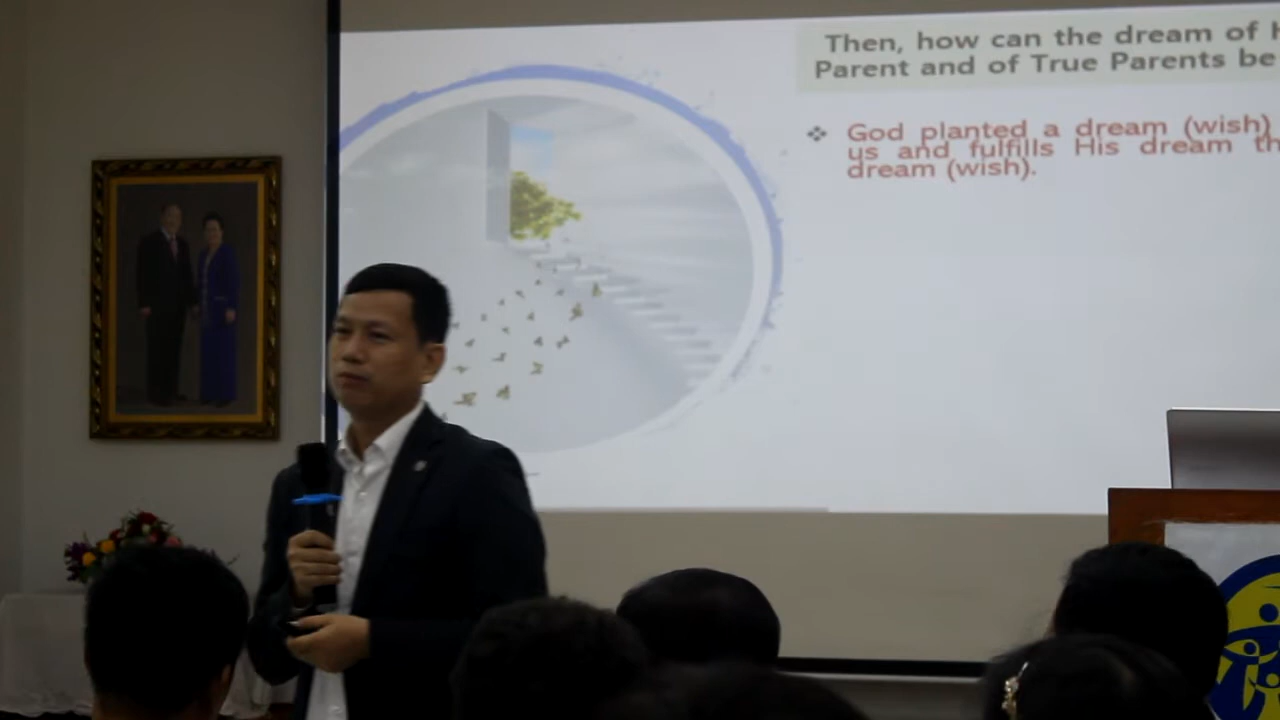 Then, how can the dream of
Parent and of True Parents be
❖ God planted a dream (wish)
us and fulfills His dream
dream (wish).